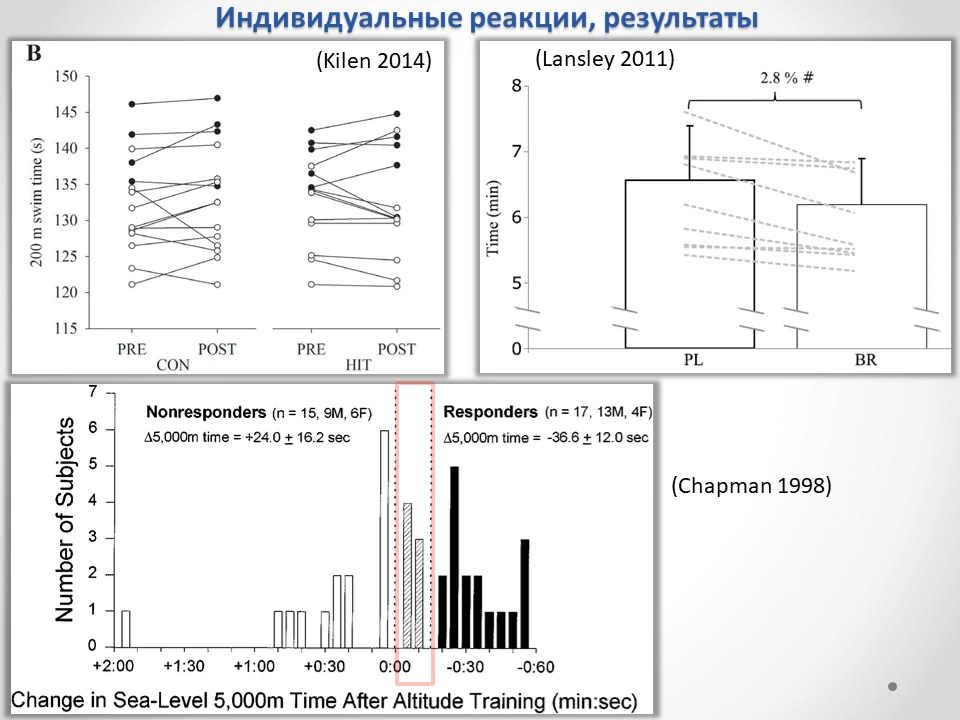 Индивидуальные реакции, результаты
B
(Kilen 2014)
150
145
140
135
130
125
120
115
200 m swim time (s)
PRE POST PRE POST
CON HIT
(Lansley 2011)
2.8 % #
8
7
6
5
0
Time (min)
PL BR
7
6
5
4
3
2
1
0
Number of Subjects
Nonresponders (n = 15, 9M, 6F)
Δ5,000m time = +24.0 ± 16.2 sec
Responders (n = 17, 13M, 4F)
Δ5,000m time = -36.6 ± 12.0 sec
+2:00 +1:30 +1:00 +0:30 0:00 -0:30 -0:60
Change in Sea-Level 5,000m Time After Altitude Training (min:sec)
(Chapman 1998)